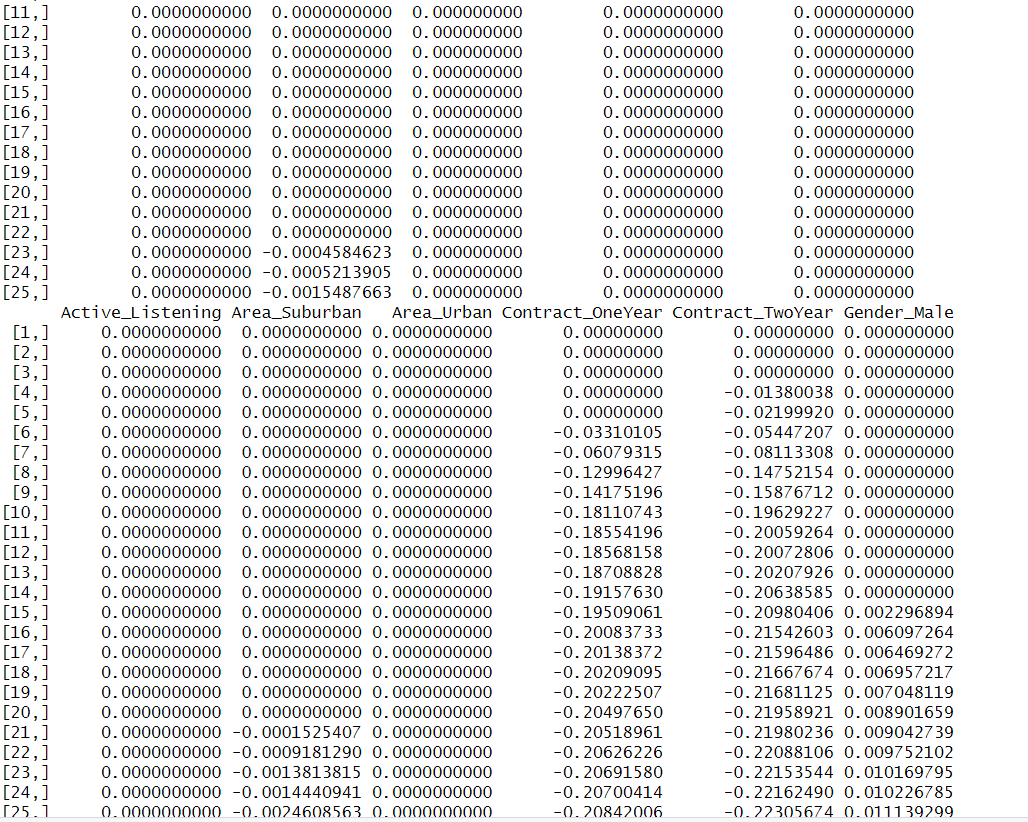 [11,] 0.0000000000 0.0000000000 0.000000000 0.0000000000 0.0000000000
[12,] 0.0000000000 0.0000000000 0.000000000 0.0000000000 0.0000000000
[13,] 0.0000000000 0.0000000000 0.000000000 0.0000000000 0.0000000000
[14,] 0.0000000000 0.0000000000 0.000000000 0.0000000000 0.0000000000
[15,] 0.0000000000 0.0000000000 0.000000000 0.0000000000 0.0000000000
[16,] 0.0000000000 0.0000000000 0.000000000 0.0000000000 0.0000000000
[17,] 0.0000000000 0.0000000000 0.000000000 0.0000000000 0.0000000000
[18,] 0.0000000000 0.0000000000 0.000000000 0.0000000000 0.0000000000
[19,] 0.0000000000 0.0000000000 0.000000000 0.0000000000 0.0000000000
[20,] 0.0000000000 0.0000000000 0.000000000 0.0000000000 0.0000000000
[21,] 0.0000000000 0.0000000000 0.000000000 0.0000000000 0.0000000000
[22,] 0.0000000000 0.0000000000 0.000000000 0.0000000000 0.0000000000
[23,] 0.0000000000 -0.0004584623 0.000000000 0.0000000000 0.0000000000
[24,] 0.0000000000 -0.0005213905 0.000000000 0.0000000000 0.0000000000
[25,] 0.0000000000 -0.0015487663 0.000000000 0.0000000000 0.0000000000
Active_Listening Area_Suburban Area_Urban Contract_OneYear Contract_TwoYear Gender_Male
[1,] 0.0000000000 0.0000000000 0.0000000000 0.00000000 0.00000000 0.000000000
[2,] 0.0000000000 0.0000000000 0.0000000000 0.00000000 0.00000000 0.000000000
[3,] 0.0000000000 0.0000000000 0.0000000000 0.00000000 0.00000000 0.000000000
[4,] 0.0000000000 0.0000000000 0.0000000000 0.00000000 -0.01380038 0.000000000
[5,] 0.0000000000 0.0000000000 0.0000000000 0.00000000 -0.02199920 0.000000000
[6,] 0.0000000000 0.0000000000 0.0000000000 -0.03310105 -0.05447207 0.000000000
[7,] 0.0000000000 0.0000000000 0.0000000000 -0.06079315 -0.08113308 0.000000000
[8,] 0.0000000000 0.0000000000 0.0000000000 -0.12996427 -0.14752154 0.000000000
[9,] 0.0000000000 0.0000000000 0.0000000000 -0.14175196 -0.15876712 0.000000000
[10,] 0.0000000000 0.0000000000 0.0000000000 -0.18110743 -0.19629227 0.000000000
[11,] 0.0000000000 0.0000000000 0.0000000000 -0.18554196 -0.20059264 0.000000000
[12,] 0.0000000000 0.0000000000 0.0000000000 -0.18568158 -0.20072806 0.000000000
[13,] 0.0000000000 0.0000000000 0.0000000000 -0.18708828 -0.20207926 0.000000000
[14,] 0.0000000000 0.0000000000 0.0000000000 -0.19157630 -0.20638585 0.000000000
[15,] 0.0000000000 0.0000000000 0.0000000000 -0.19509061 -0.20980406 0.002296894
[16,] 0.0000000000 0.0000000000 0.0000000000 -0.20083733 -0.21542603 0.006097264
[17,] 0.0000000000 0.0000000000 0.0000000000 -0.20138372 -0.21596486 0.006469272
[18,] 0.0000000000 0.0000000000 0.0000000000 -0.20209095 -0.21667674 0.006957217
[19,] 0.0000000000 0.0000000000 0.0000000000 -0.20222507 -0.21681125 0.007048119
[20,] 0.0000000000 0.0000000000 0.0000000000 -0.20497650 -0.21958921 0.008901659
[21,] 0.0000000000 -0.0001525407 0.0000000000 -0.20518961 -0.21980236 0.009042739
[22,] 0.0000000000 -0.0009181290 0.0000000000 -0.20626226 -0.22088106 0.009752102
[23,] 0.0000000000 -0.0013813815 0.0000000000 -0.20691580 -0.22153544 0.010169795
[24,] 0.0000000000 -0.0014440941 0.0000000000 -0.20700414 -0.22162490 0.010226785
[25,] 0.0000000000 -0.0024608563 0.0000000000 -0.20842006 -0.22305674 0.011139299